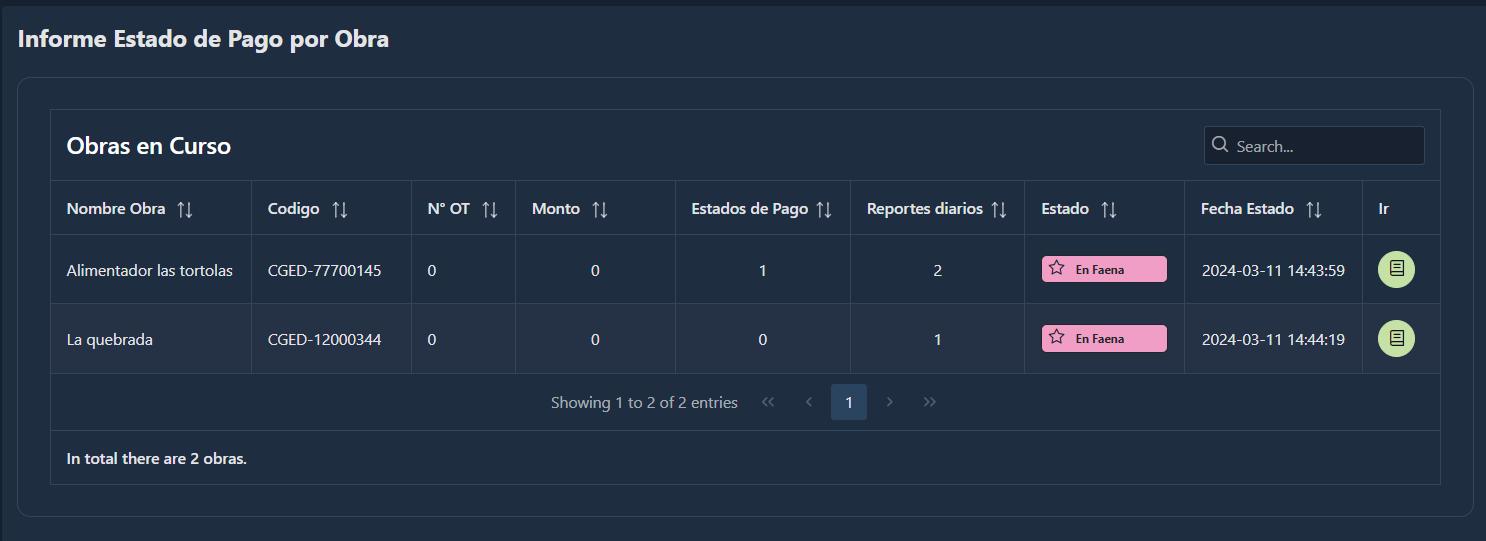 Informe Estado de Pago por Obra
Obras en Curso
Search...
Nombre Obra Codigo N° OT Monto Estados de Pago Reportes diarios Estado Fecha Estado Ir
Alimentador las tortolas CGED-77700145 0 0 1 2 En Faena 2024-03-11 14:43:59
La quebrada CGED-12000344 0 0 0 1 En Faena 2024-03-11 14:44:19
Showing 1 to 2 of 2 entries « ‹ 1 › »
In total there are 2 obras.